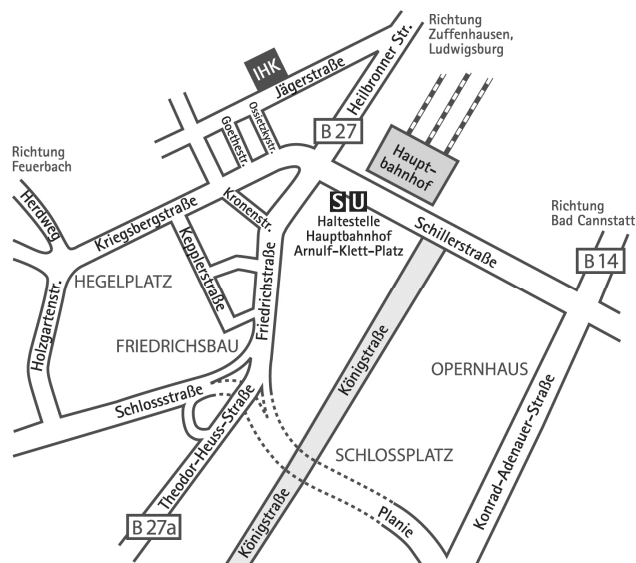 Richtung
Zuffenhausen,
Ludwigsburg
IHK
Jägerstraße
Heilbronner Str.
Goethestr.
Ossietzkystr.
B 27
Haupt-
bahnhof
Richtung
Feuerbach
Herdweg
Kriegsbergstraße
Kronenstr.
SU
Haltestelle
Hauptbahnhof
Arnulf-Klett-Platz
Schillerstraße
Richtung
Bad Cannstatt
B 14
Kepplerstraße
HEGELPLATZ
Holzgartenstr.
Friedrichstraße
FRIEDRICHSBAU
Königstraße
OPERNHAUS
Schlossstraße
Theodor-Heuss-Straße
SCHLOSSPLATZ
Konrad-Adenauer-Straße
Königstraße
Planie
B 27a